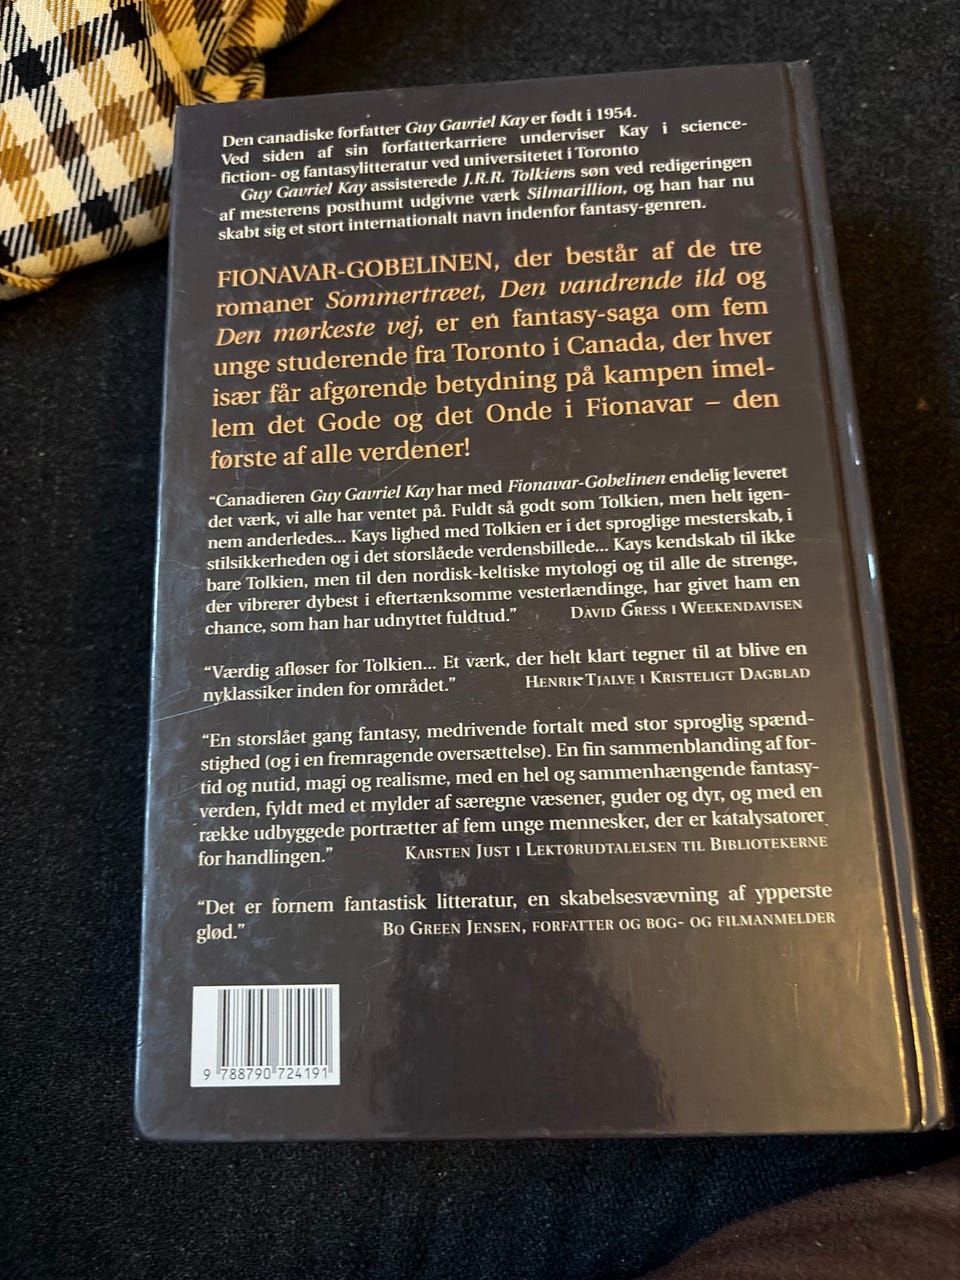 Den canadiske forfatter Guy Gavriel Kay er født i 1954.
Ved siden af sin forfatterkarriere underviser Kay i science-
fiction- og fantasylitteratur ved universitetet i Toronto
Guy Gavriel Kay assisterede J.R.R. Tolkiens søn ved redigeringen
af mesterens posthumt udgivne værk Silmarillion, og han har nu
skabt sig et stort internationalt navn indenfor fantasy-genren.
FIONAVAR-GOBELINEN, der består af de tre
romaner Sommertræet, Den vandrende ild og
Den mørkeste vej, er en fantasy-saga om fem
unge studerende fra Toronto i Canada, der hver
især får afgørende betydning på kampen imel-
lem det Gode og det Onde i Fionavar – den
første af alle verdener!
“Canadieren Guy Gavriel Kay har med Fionavar-Gobelinen endelig leveret
det værk, vi alle har ventet på. Fuldt så godt som Tolkien, men helt igen-
nem anderledes... Kays lighed med Tolkien er i det sproglige mesterskab, i
stilsikkerheden og i det storslåede verdensbillede... Kays kendskab til ikke
bare Tolkien, men til den nordisk-keltiske mytologi og til alle de strenge,
der vibrerer dybest i eftertænksomme vesterlændinge, har givet ham en
chance, som han har udnyttet fuldtud.” DAVID GRESS I WEEKENDAVISEN
“Værdig afløser for Tolkien... Et værk, der helt klart tegner til at blive en
nyklassiker inden for området.” HENRIK TJALVE I KRISTELIGT DAGBLAD
“En storslået gang fantasy, medrivende fortalt med stor sproglig spænd-
stighed (og i en fremragende oversættelse). En fin sammenblanding af for-
tid og nutid, magi og realisme, med en hel og sammenhængende fantasy-
verden, fyldt med et mylder af særegne væsener, guder og dyr, og med en
række udbyggede portrætter af fem unge mennesker, der er katalysatorer
for handlingen.” KARSTEN JUST I LEKTØRUDTALELSEN TIL BIBLIOTEKERNE
“Det er fornem fantastisk litteratur, en skabelsesvævning af ypperste
glød.” BO GREEN JENSEN, FORFATTER OG BOG- OG FILMANMELDER
9 788790 724191